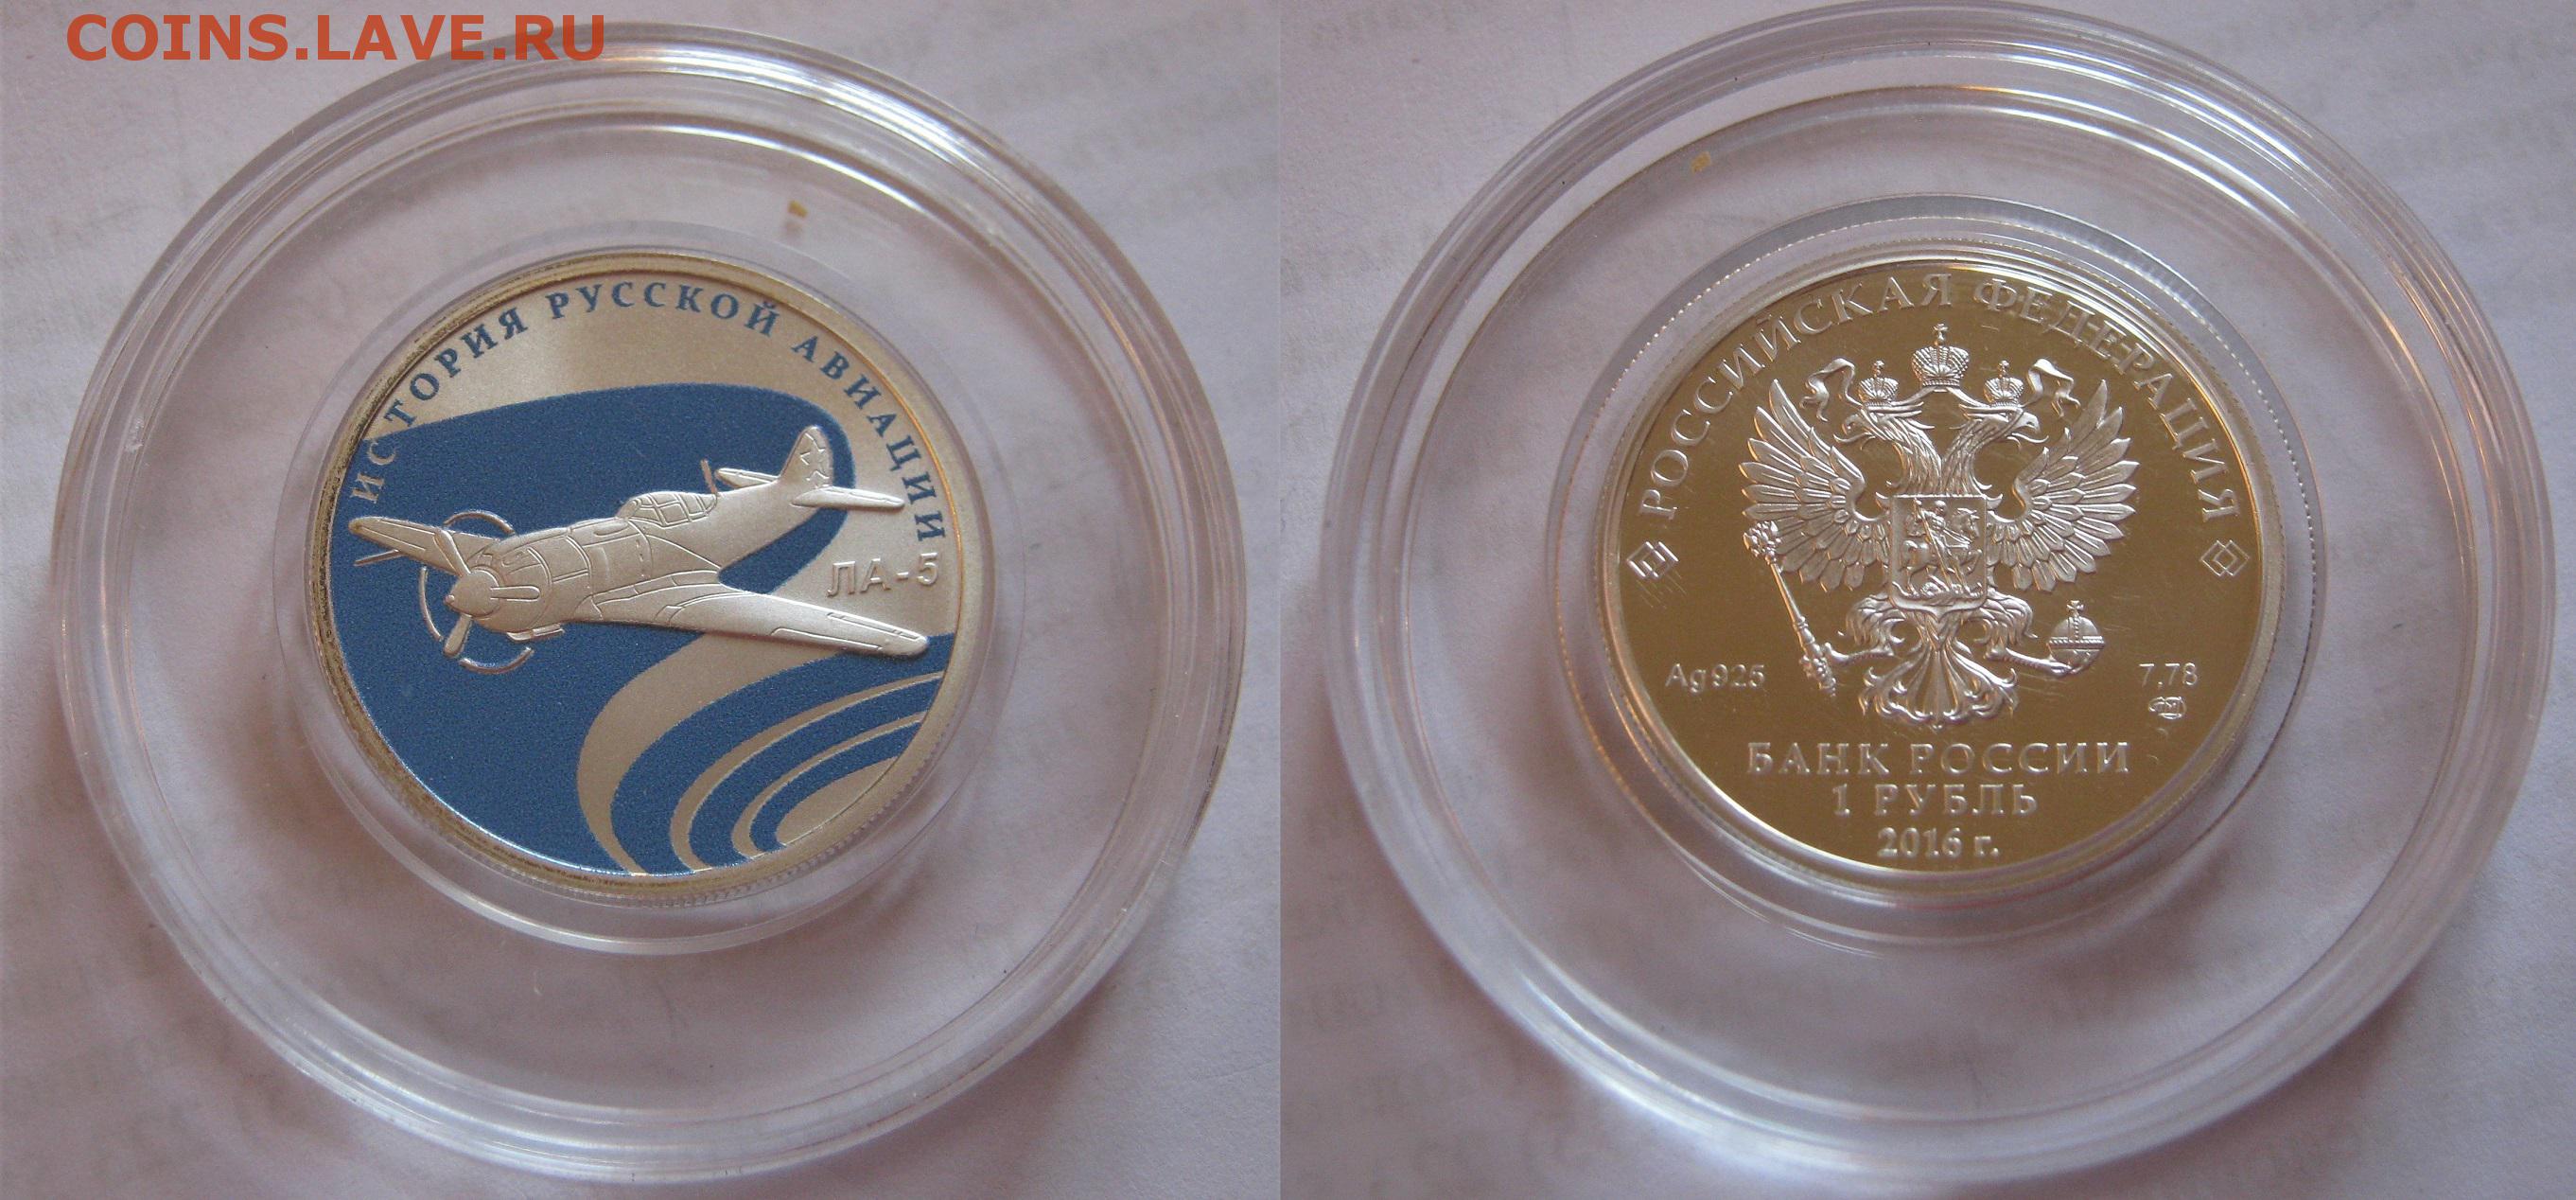 COINS.LAVE.RU
ИСТОРИЯ РУССКОЙ АВИАЦИИ
ЛА-5
РОССИЙСКАЯ ФЕДЕРАЦИЯ
Ag 925
7,78
БАНК РОССИИ
1 РУБЛЬ
2016 г.